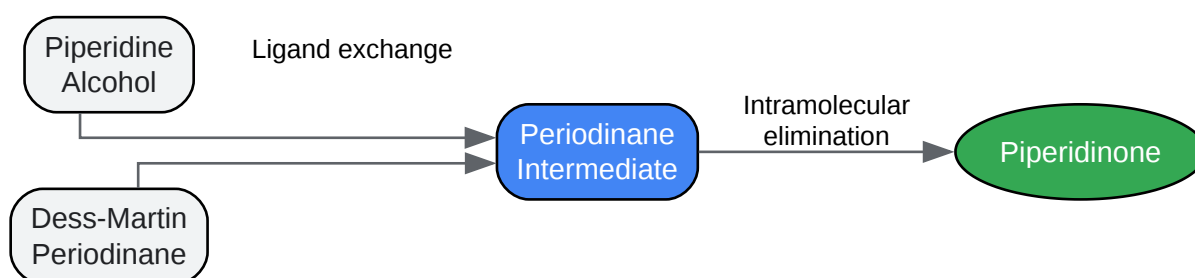 Piperidine
Alcohol
Ligand exchange
Intramolecular
elimination
Periodinane
Intermediate
Piperidinone
Dess-Martin
Periodinane